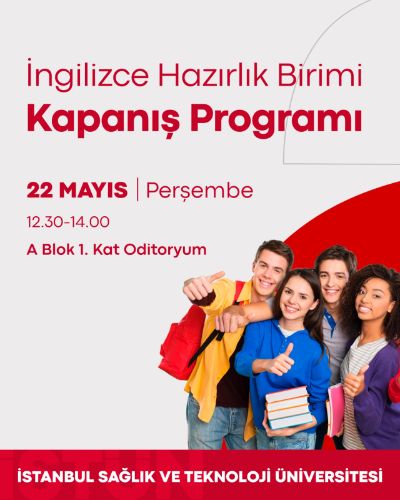 İngilizce Hazırlık Birimi
Kapanış Programı
22 MAYIS | Perşembe
12.30-14.00
A Blok 1. Kat Oditoryum
İSTANBUL SAĞLIK VE TEKNOLOJİ ÜNİVERSİTESİ